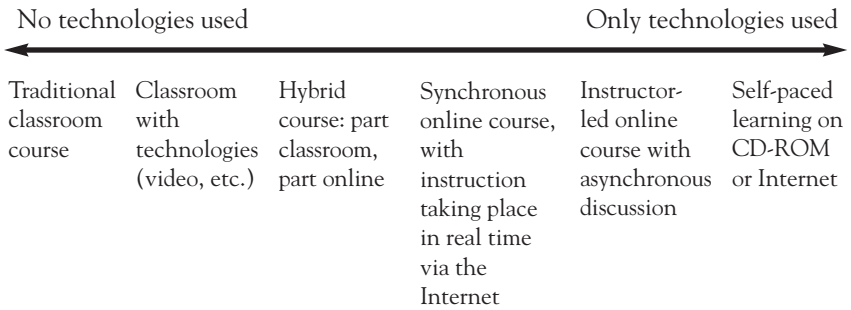 No technologies used
Only technologies used
Traditional
classroom
course
Classroom
with
technologies
(video, etc.)
Hybrid
course: part
classroom,
part online
Synchronous
online course,
with
instruction
taking place
in real time
via the
Internet
Instructor-
led online
course with
asynchronous
discussion
Self-paced
learning on
CD-ROM
or Internet